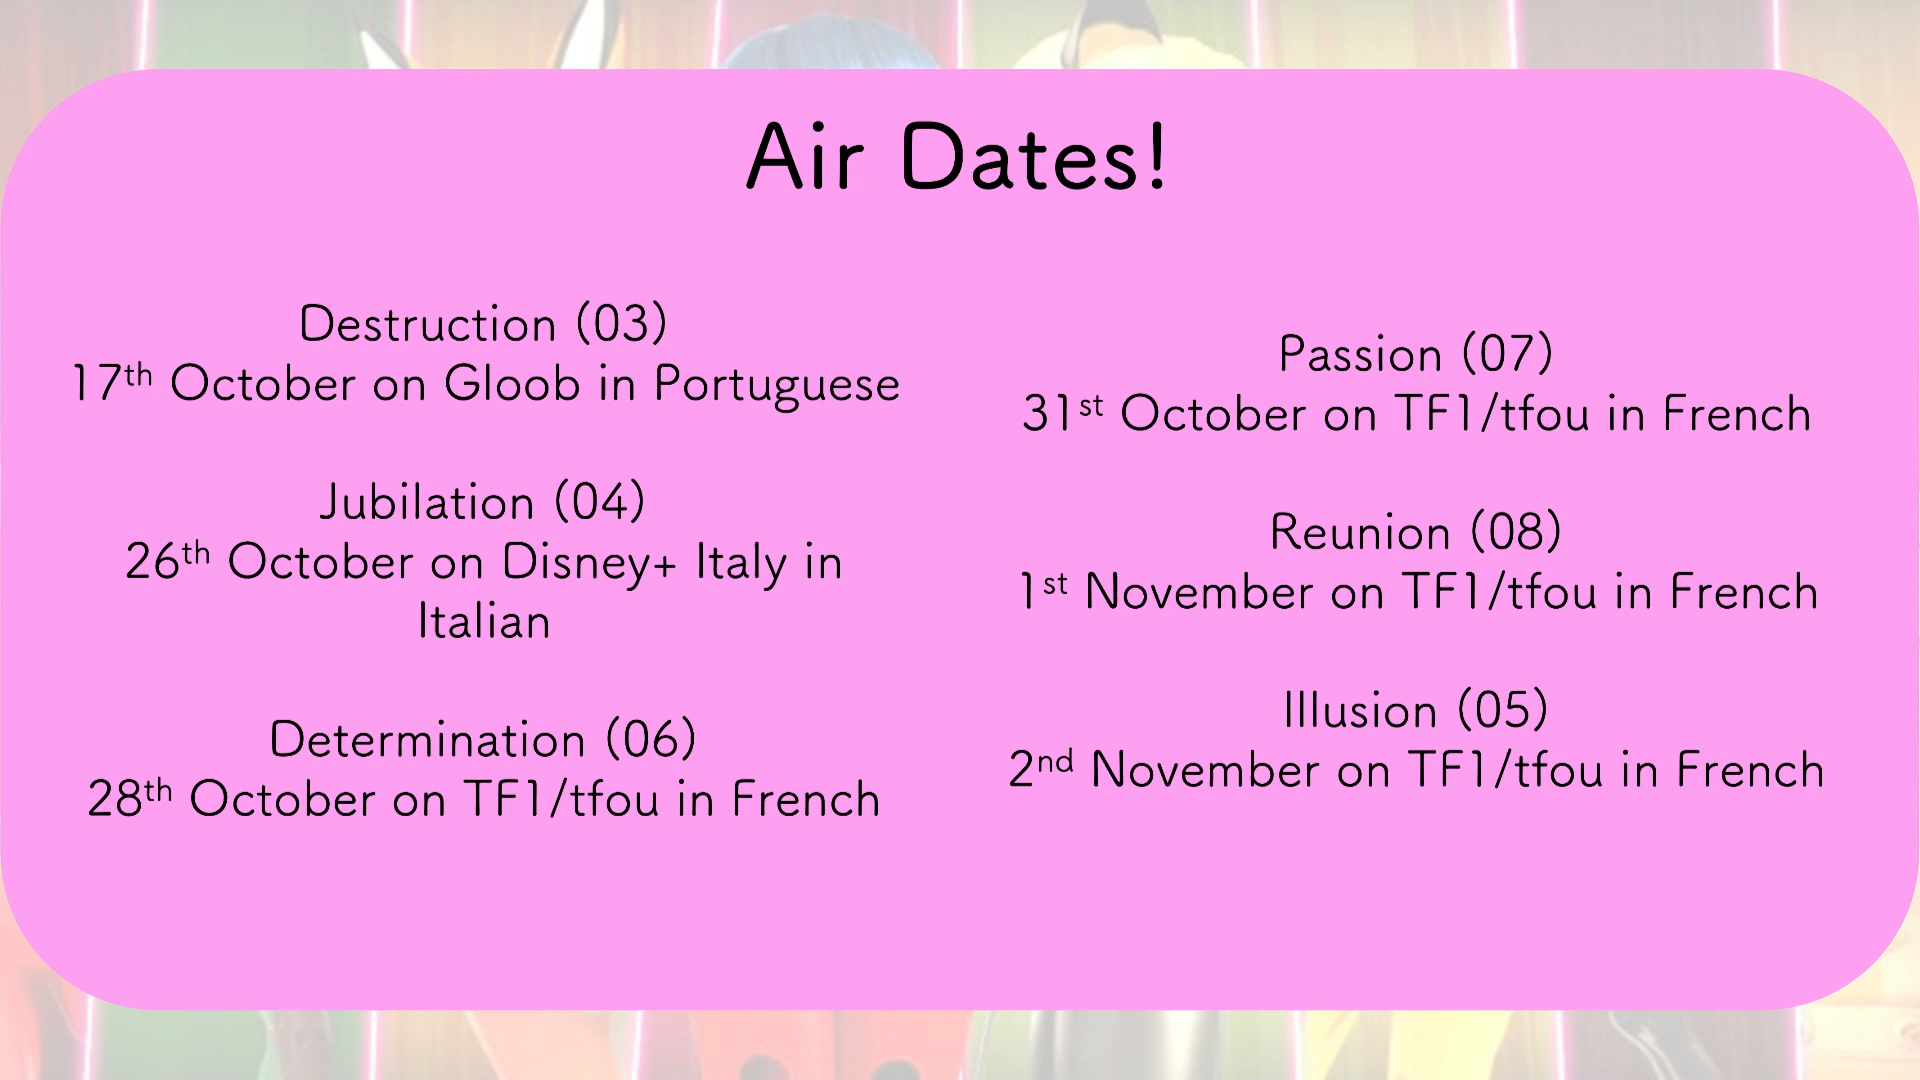 Air Dates!
Destruction (03)
17th October on Gloob in Portuguese
Jubilation (04)
26th October on Disney+ Italy in
Italian
Determination (06)
28th October on TF1/tfou in French
Passion (07)
31st October on TF1/tfou in French
Reunion (08)
1st November on TF1/tfou in French
Illusion (05)
2nd November on TF1/tfou in French